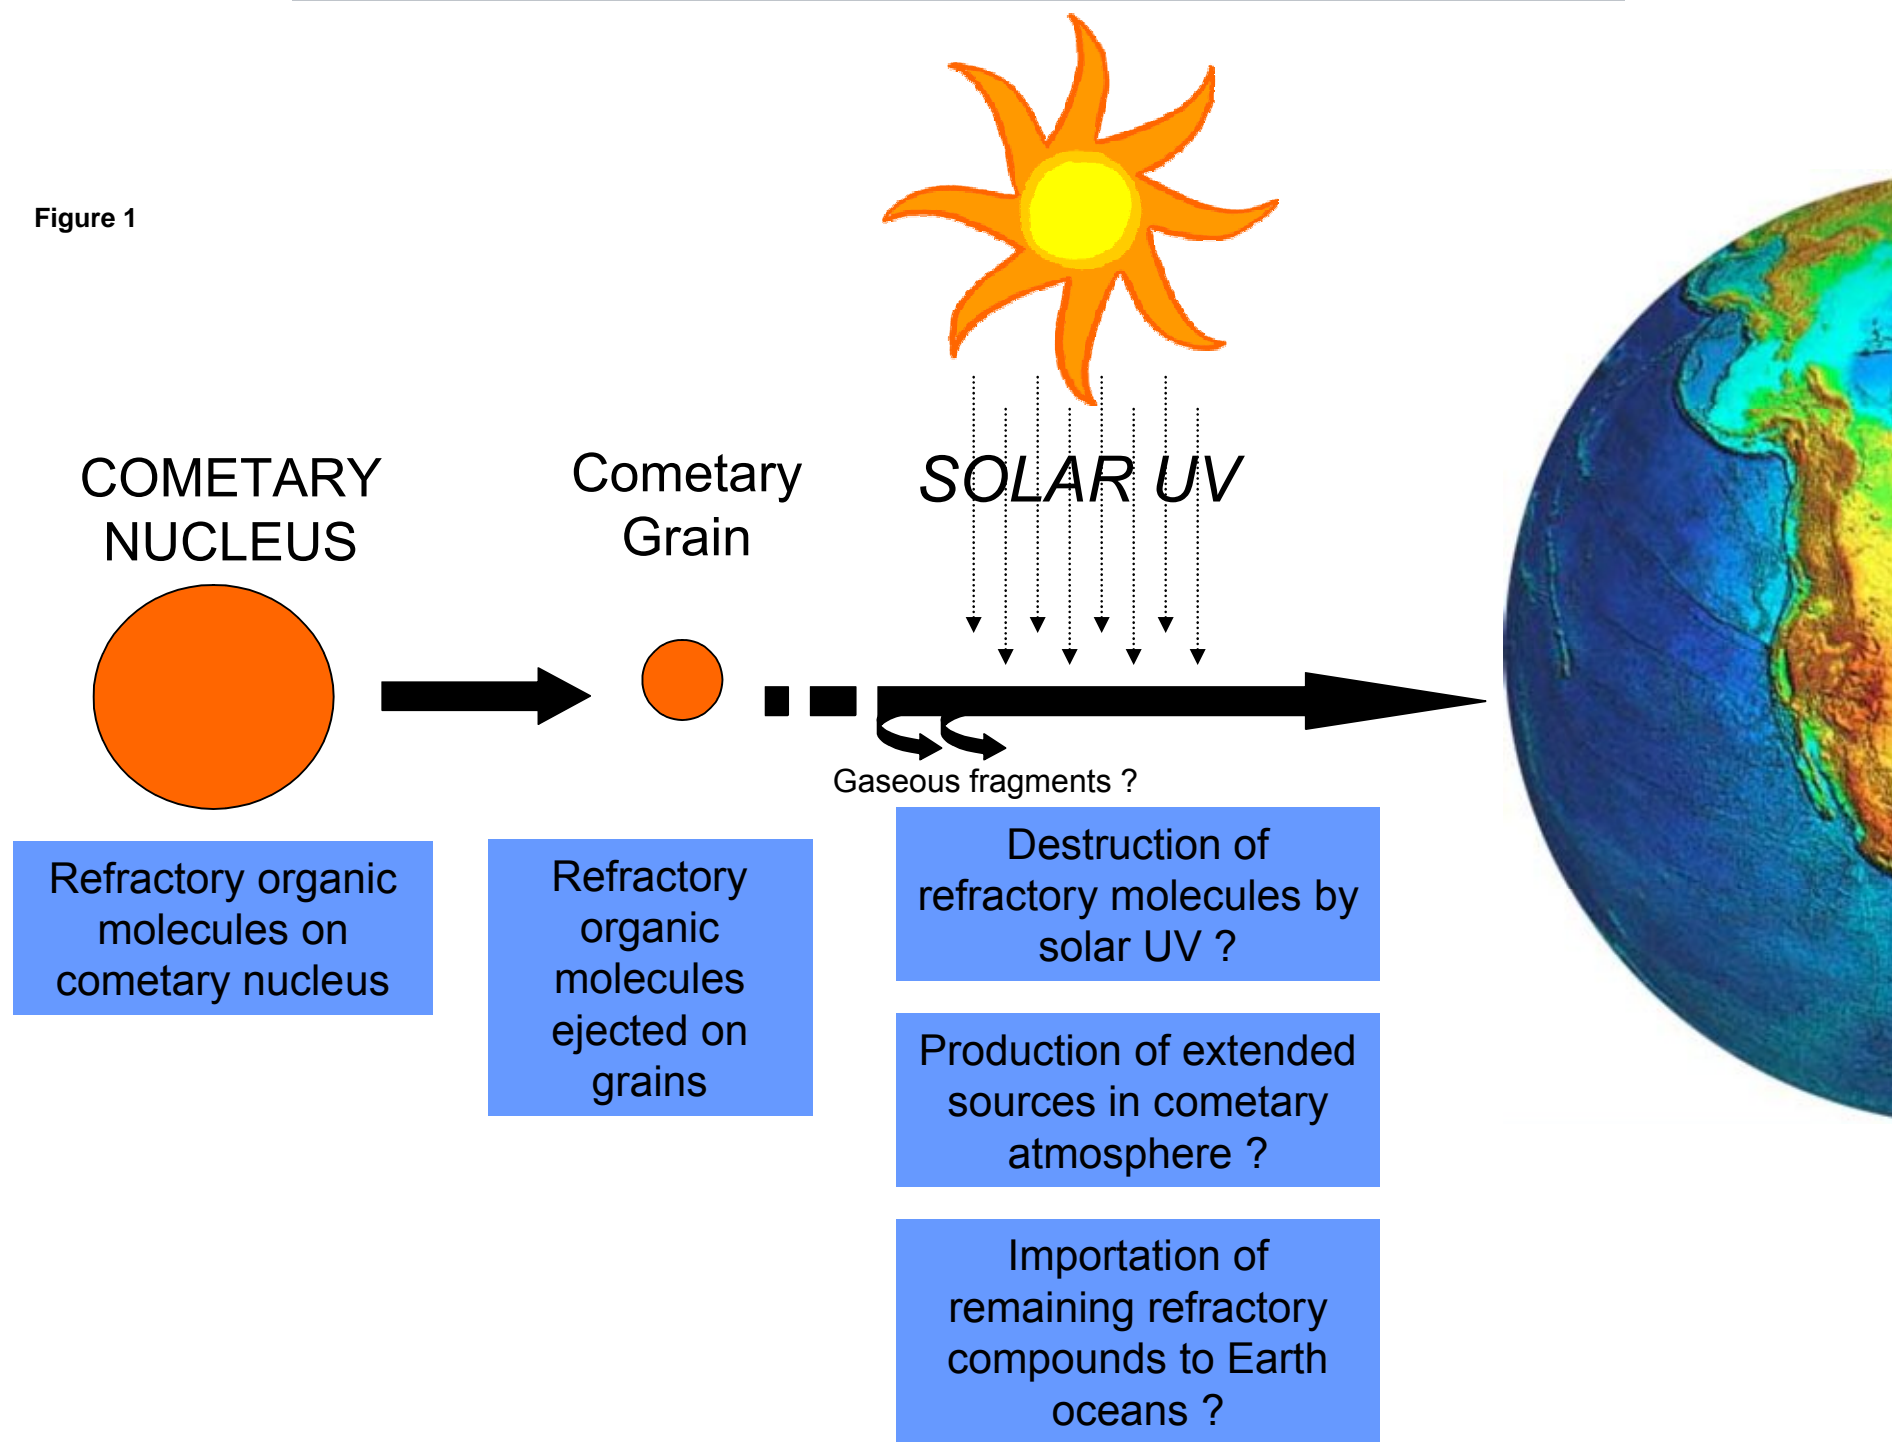 Figure 1
COMETARY
NUCLEUS
Cometary
Grain
SOLAR UV
Gaseous fragments ?
Refractory organic
molecules on
cometary nucleus
Refractory
organic
molecules
ejected on
grains
Destruction of
refractory molecules by
solar UV ?
Production of extended
sources in cometary
atmosphere ?
Importation of
remaining refractory
compounds to Earth
oceans ?